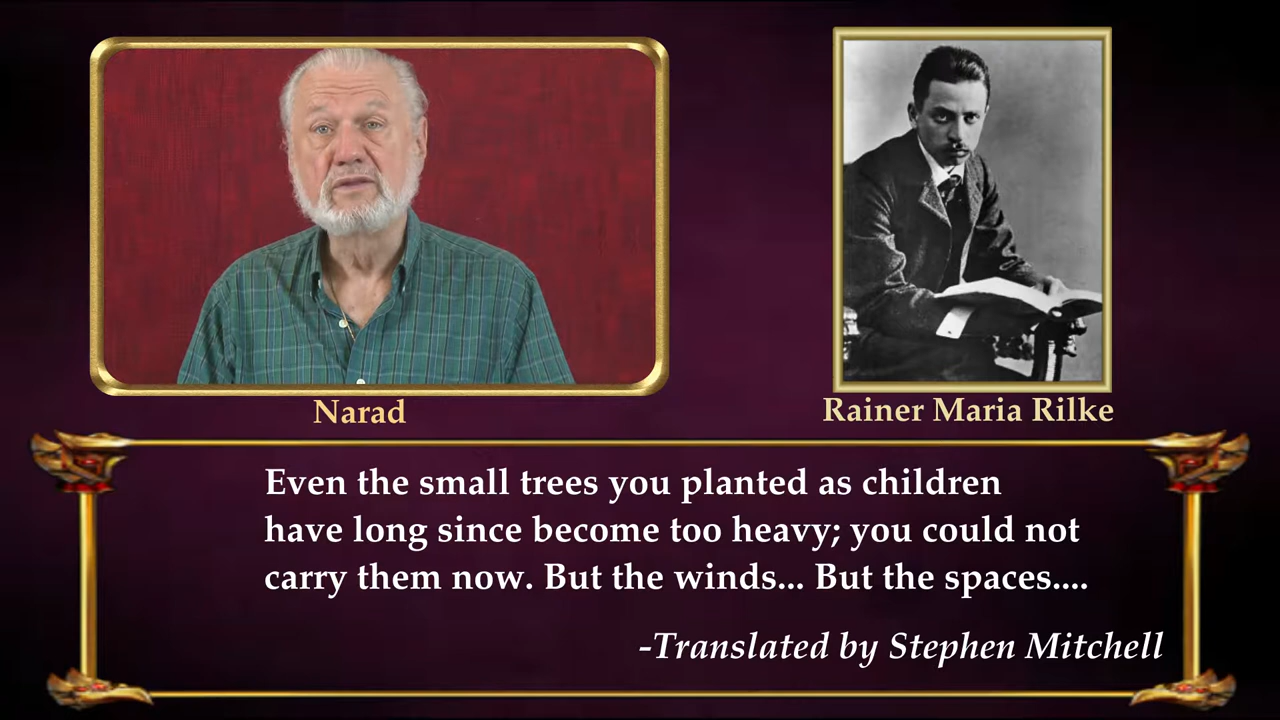 Narad
Rainer Maria Rilke
Even the small trees you planted as children
have long since become too heavy; you could not
carry them now. But the winds... But the spaces....
-Translated by Stephen Mitchell